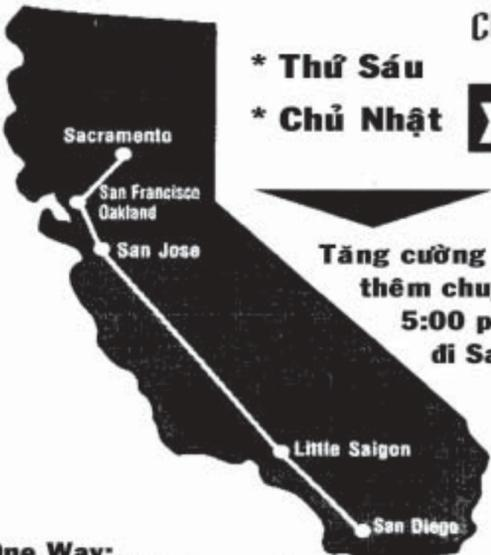 * Thứ Sáu
* Chủ Nhật
Sacramento
San Francisco
Oakland
San Jose
Tăng cường
thêm chu
5:00 p
đi Sa
Little Saigon
San Diego
One Way: